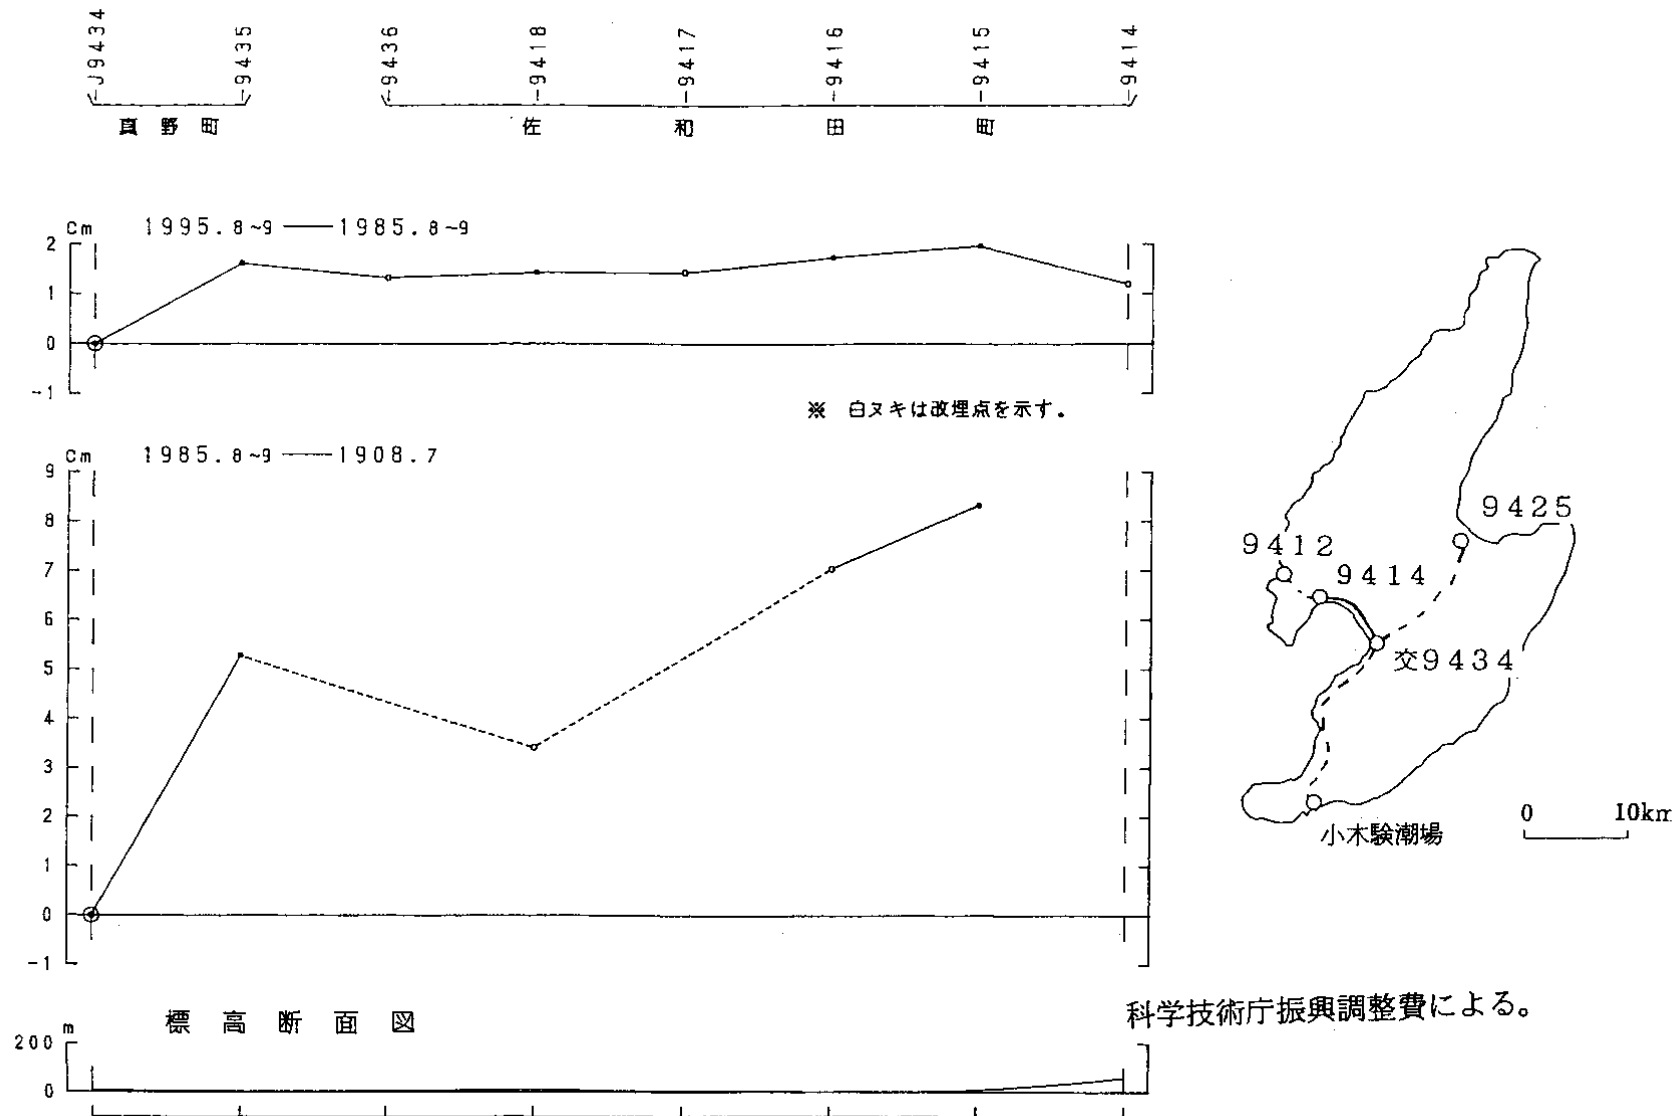 J9434 9435 9436 9418 9417 9416 9415 9414
真野町 佐和田町
cm 1995.8~9 —— 1985.8~9
2
1
0
-1
※ 白ヌキは改埋点を示す。
cm 1985.8~9 —— 1908.7
9
8
7
6
5
4
3
2
1
0
-1
9425
9412
9414
交9434
小木験潮場
0 10km
科学技術庁振興調整費による。
m 標高断面図
200
0